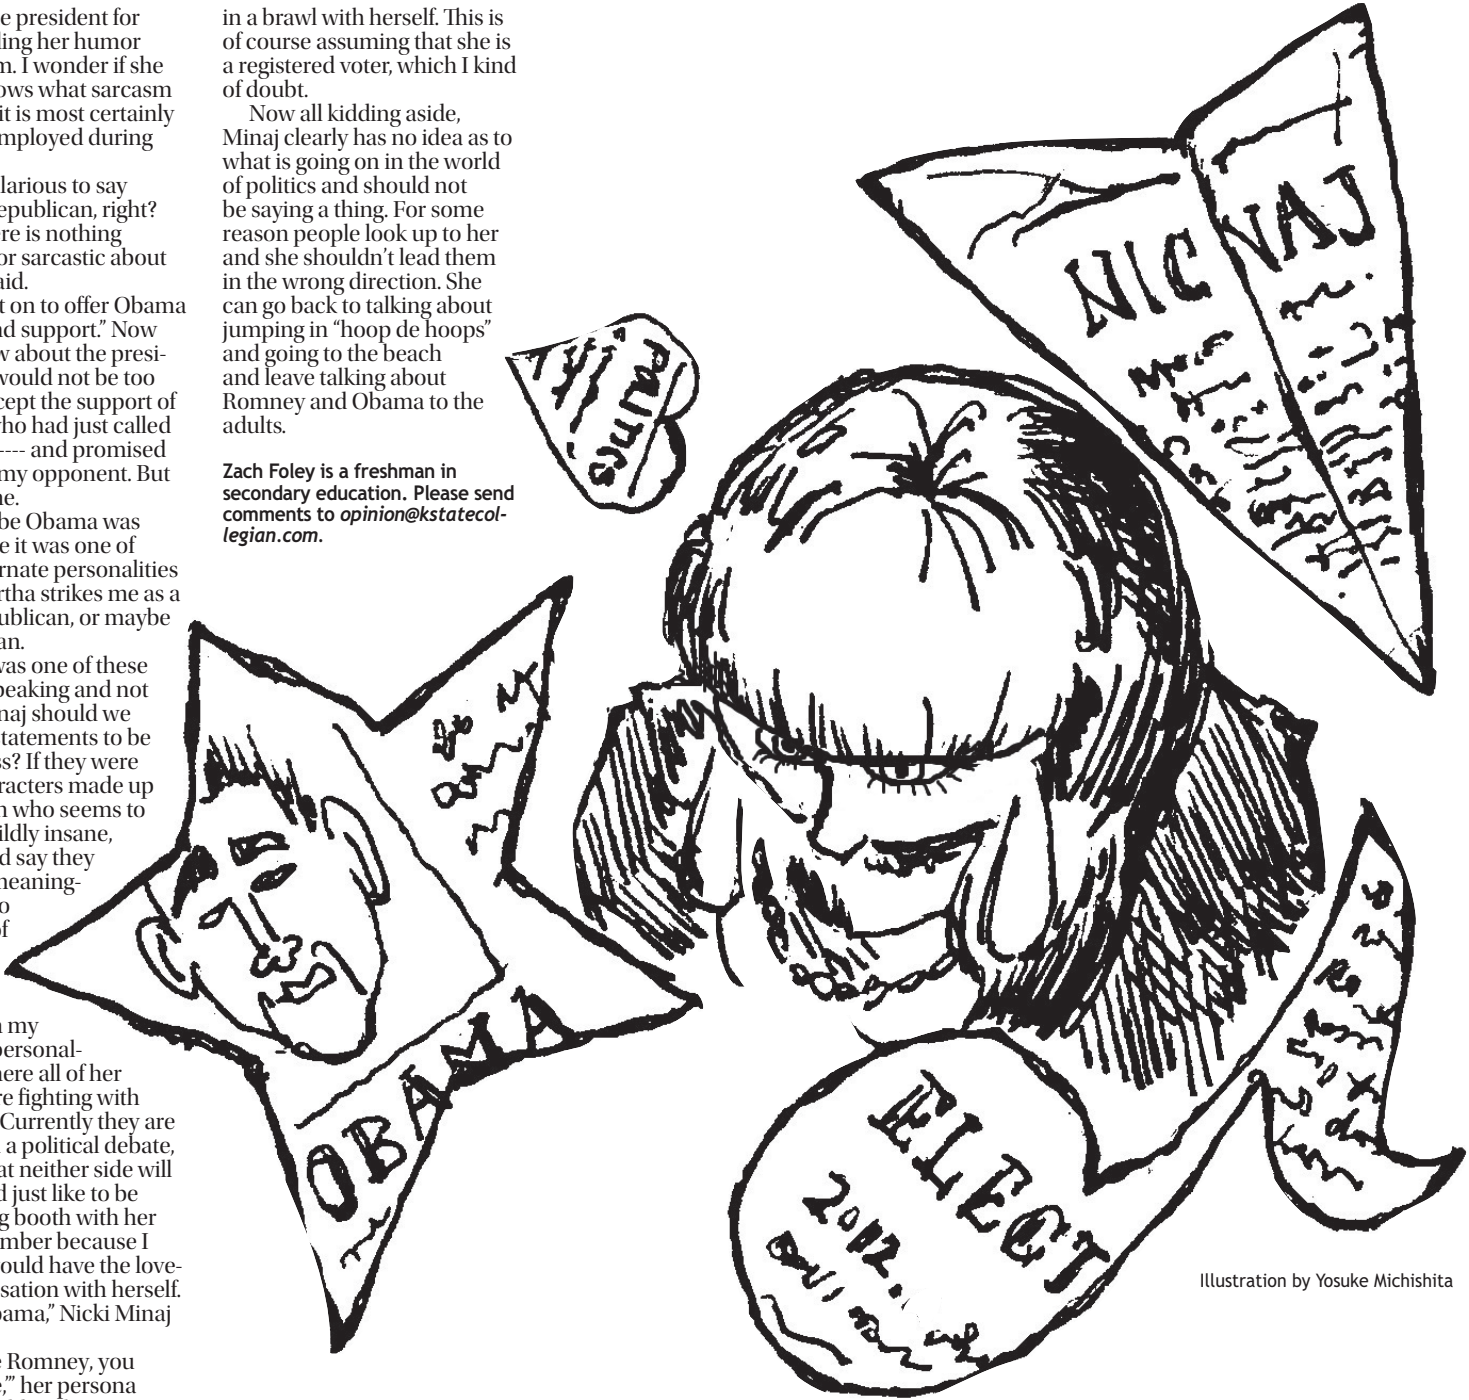 e president for
ling her humor
m. I wonder if she
ows what sarcasm
it is most certainly
mployed during
larious to say
epublican, right?
ere is nothing
or sarcastic about
aid.
t on to offer Obama
nd support.” Now
w about the presi-
would not be too
cept the support of
who had just called
---- and promised
my opponent. But
ne.
be Obama was
e it was one of
rnate personalities
rtha strikes me as a
publican, or maybe
an.
was one of these
peaking and not
naj should we
tatements to be
ss? If they were
racters made up
n who seems to
ildly insane,
d say they
meaning-
o
of
n my
personal-
here all of her
re fighting with
Currently they are
a political debate,
at neither side will
d just like to be
g booth with her
mber because I
ould have the love-
sation with herself.
bama,” Nicki Minaj
e Romney, you
e,’” her persona
in a brawl with herself. This is
of course assuming that she is
a registered voter, which I kind
of doubt.
Now all kidding aside,
Minaj clearly has no idea as to
what is going on in the world
of politics and should not
be saying a thing. For some
reason people look up to her
and she shouldn’t lead them
in the wrong direction. She
can go back to talking about
jumping in “hoop de hoops”
and going to the beach
and leave talking about
Romney and Obama to the
adults.
Zach Foley is a freshman in
secondary education. Please send
comments to opinion@kstatecol-
legian.com.
NIC NAJ
OBAMA
ELECT
2012.
Illustration by Yosuke Michishita